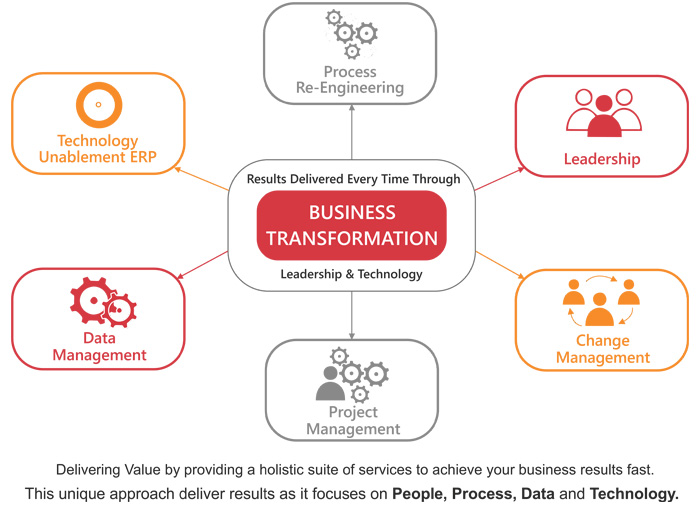 Process
Re-Engineering
Technology
Unablement ERP
Leadership
Results Delivered Every Time Through
BUSINESS
TRANSFORMATION
Leadership & Technology
Data
Management
Change
Management
Project
Management
Delivering Value by providing a holistic suite of services to achieve your business results fast.
This unique approach deliver results as it focuses on People, Process, Data and Technology.